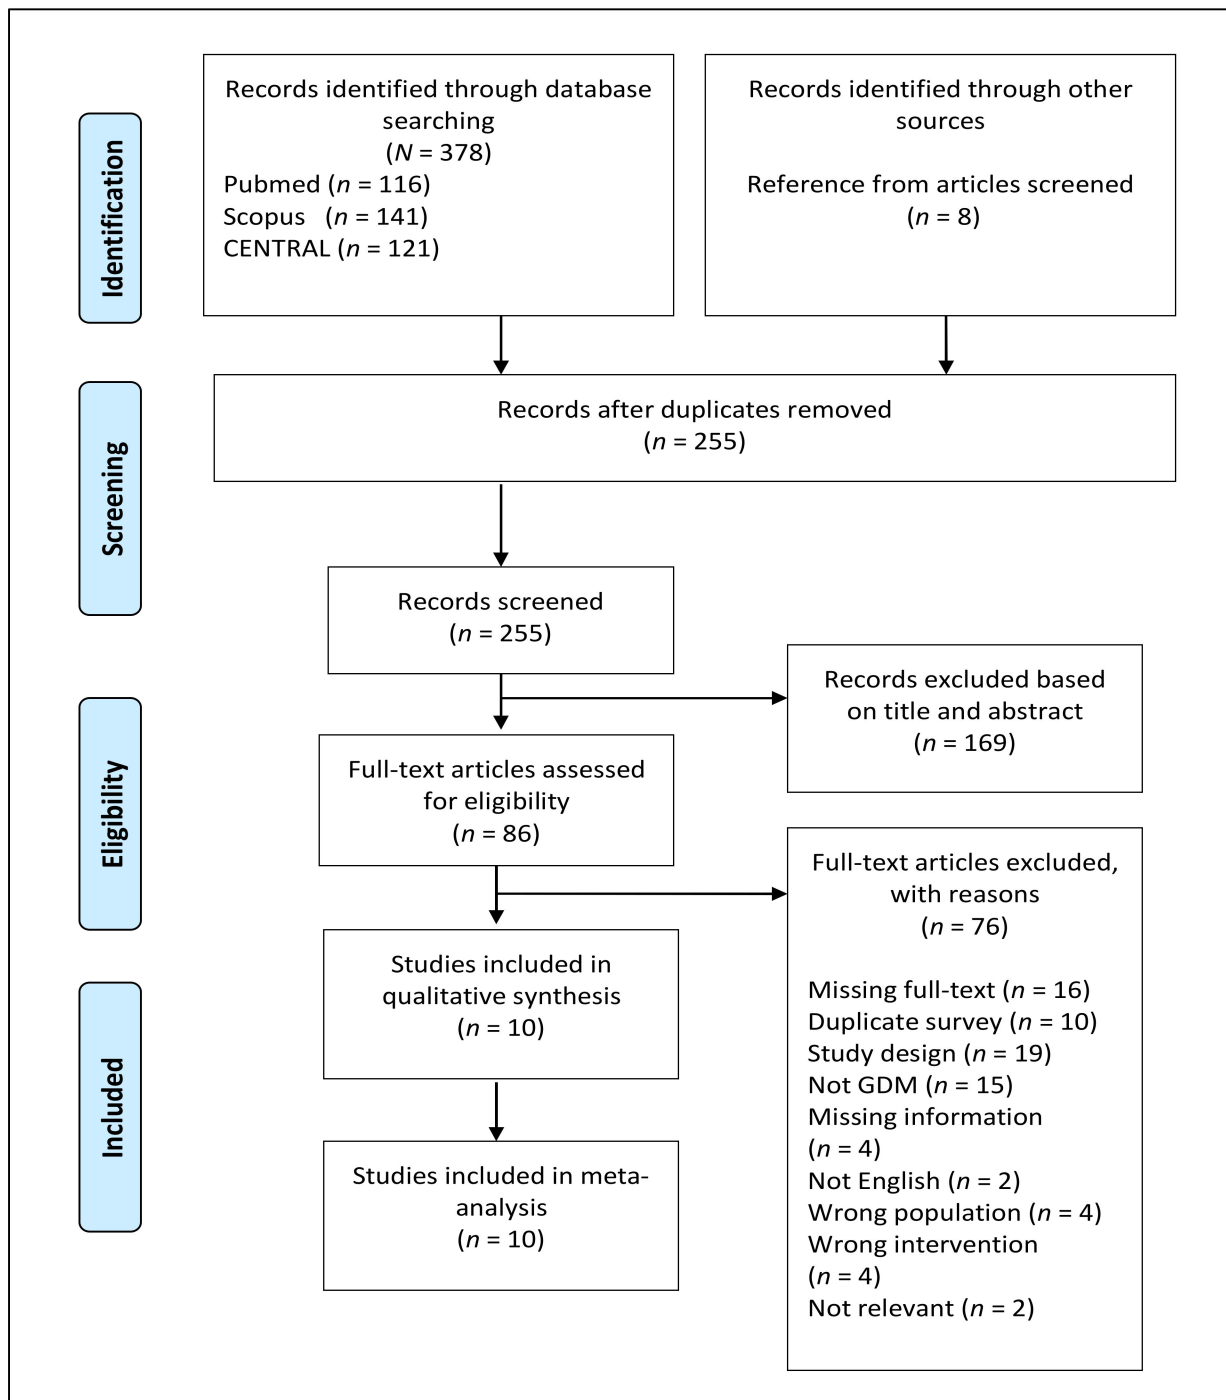 Identification
Records identified through database
searching
(N = 378)
Pubmed (n = 116)
Scopus (n = 141)
CENTRAL (n = 121)
Records identified through other
sources
Reference from articles screened
(n = 8)
Screening
Records after duplicates removed
(n = 255)
Records screened
(n = 255)
Records excluded based
on title and abstract
(n = 169)
Eligibility
Full-text articles assessed
for eligibility
(n = 86)
Full-text articles excluded,
with reasons
(n = 76)
Missing full-text (n = 16)
Duplicate survey (n = 10)
Study design (n = 19)
Not GDM (n = 15)
Missing information
(n = 4)
Not English (n = 2)
Wrong population (n = 4)
Wrong intervention
(n = 4)
Not relevant (n = 2)
Included
Studies included in
qualitative synthesis
(n = 10)
Studies included in meta-
analysis
(n = 10)